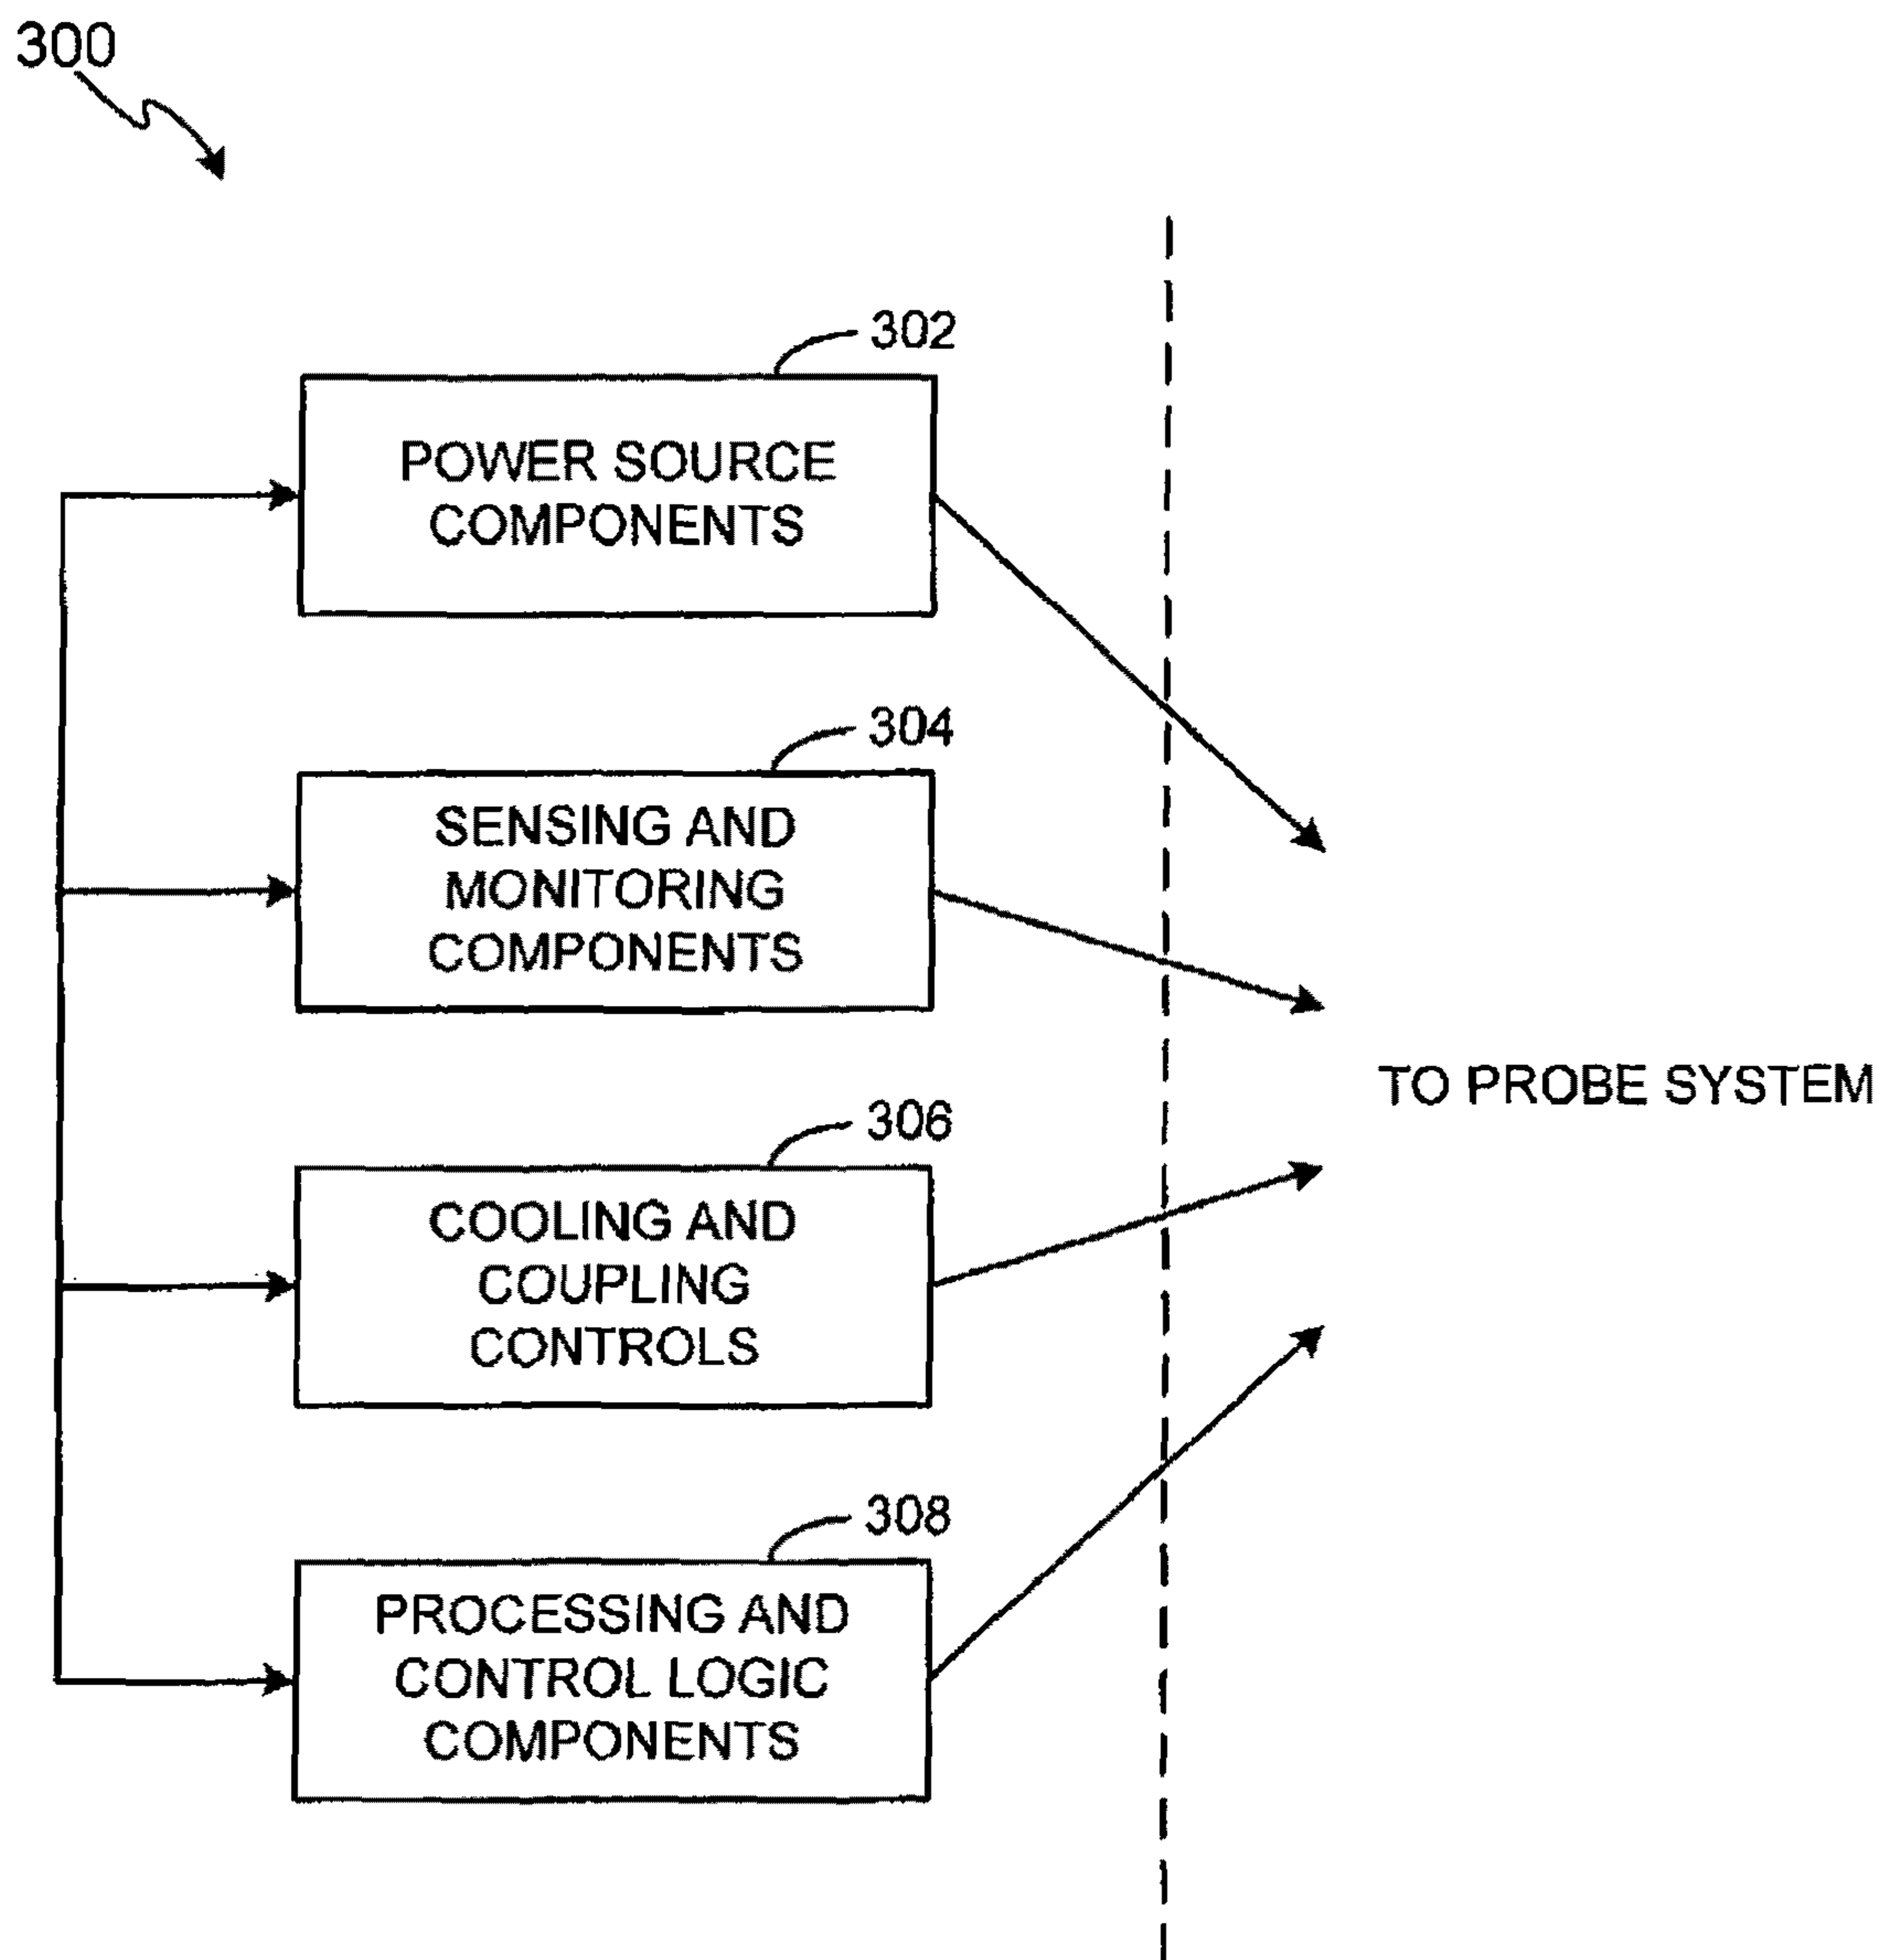 300
302
POWER SOURCE
COMPONENTS
304
SENSING AND
MONITORING
COMPONENTS
TO PROBE SYSTEM
306
COOLING AND
COUPLING
CONTROLS
308
PROCESSING AND
CONTROL LOGIC
COMPONENTS